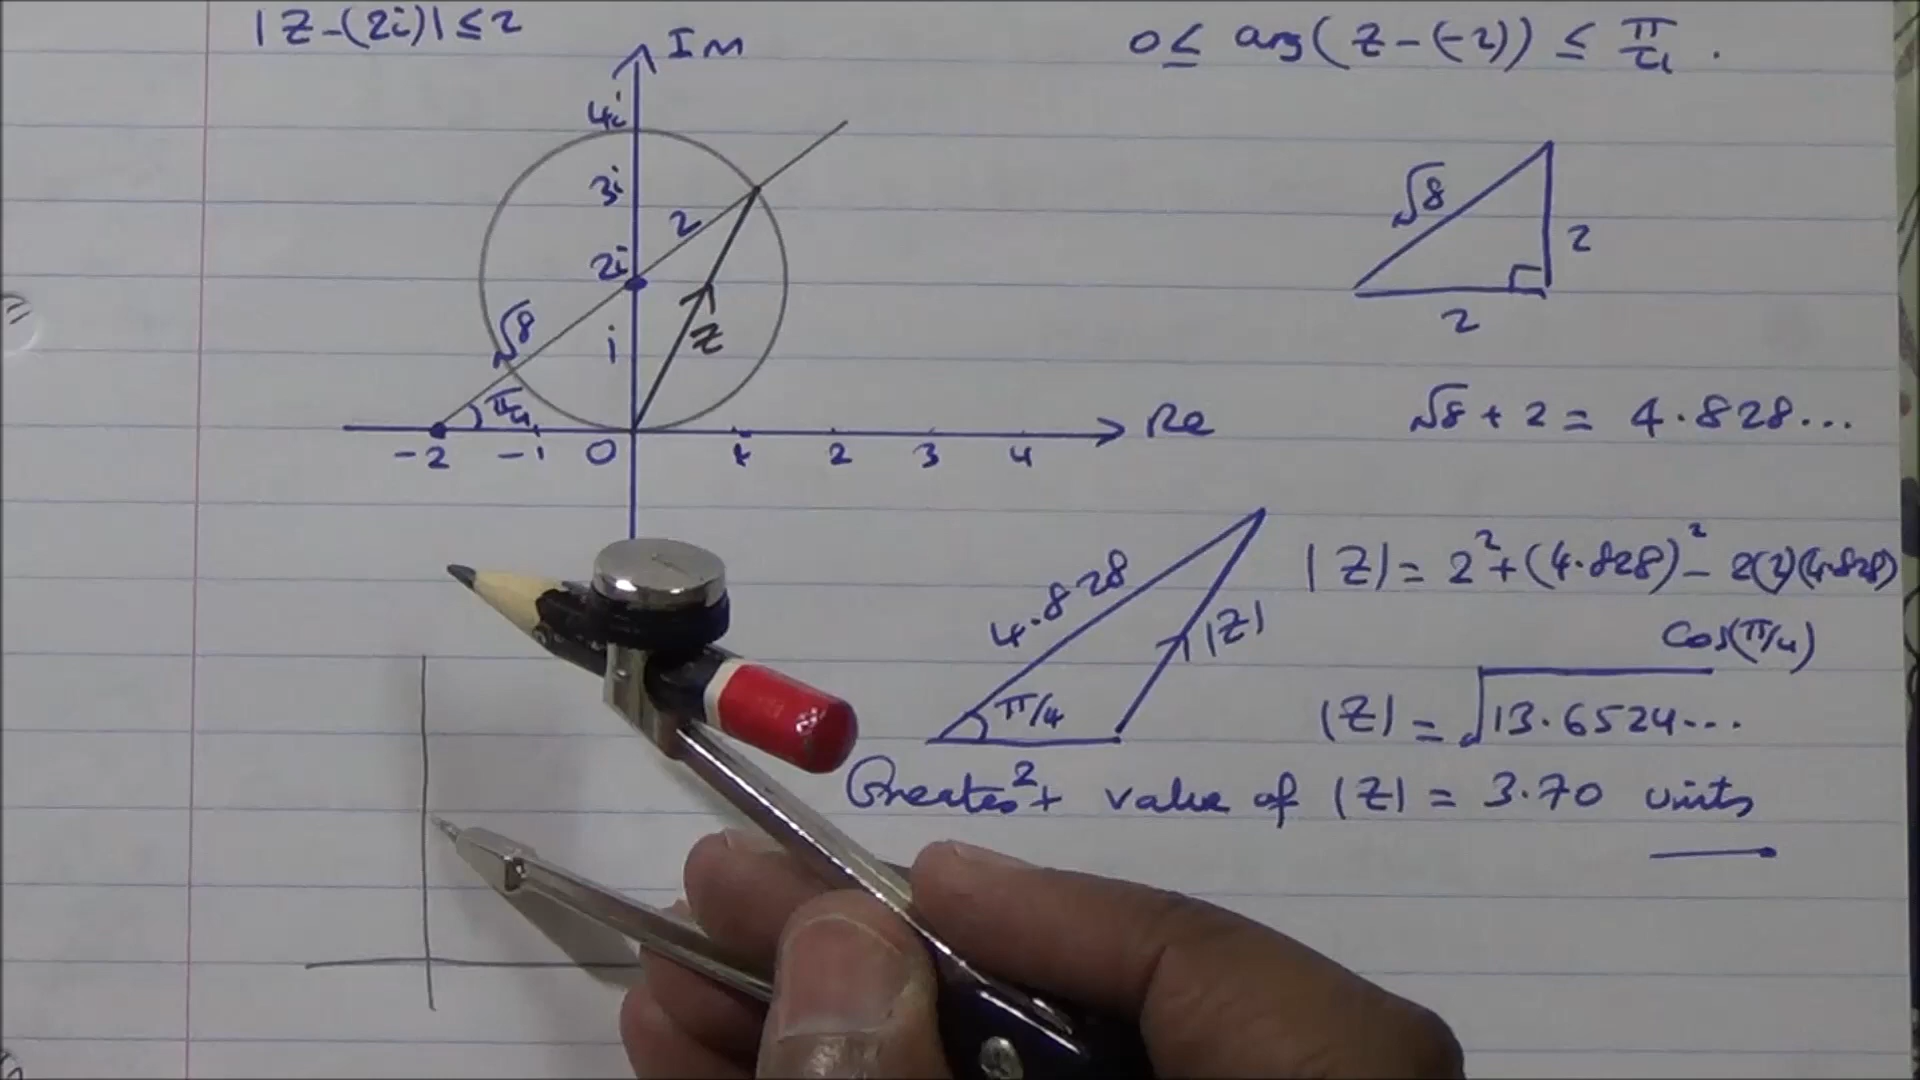 |Z-(2i)|≤2
0≤ arg(Z-(-2)) ≤ π/4.
Im
4i
3i
2
2i
√8
i
Z
π/4
-2 -1 0 1 2 3 4 Re
√8
2
2
√8 + 2 = 4.828...
4.828
|Z|
π/4
2
|Z| = 2² + (4.828)² - 2(2)(4.828)
Cos(π/4)
|Z| = √13.6524...
Greatest value of |Z| = 3.70 units